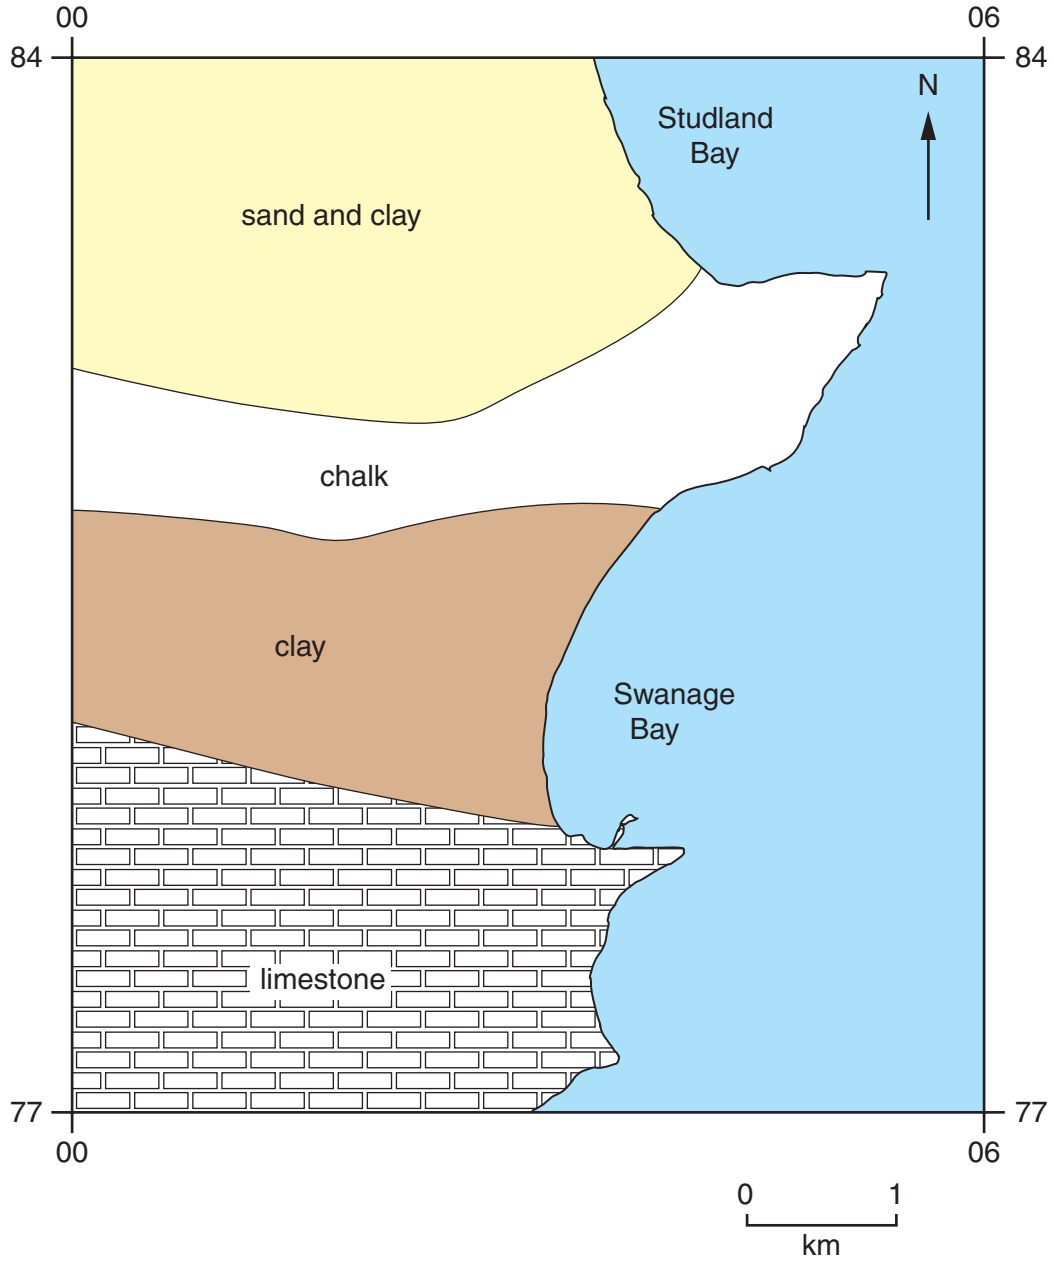 00 06
84 84
N
Studland
Bay
sand and clay
chalk
clay
Swanage
Bay
limestone
77 77
00 06
0 1
km